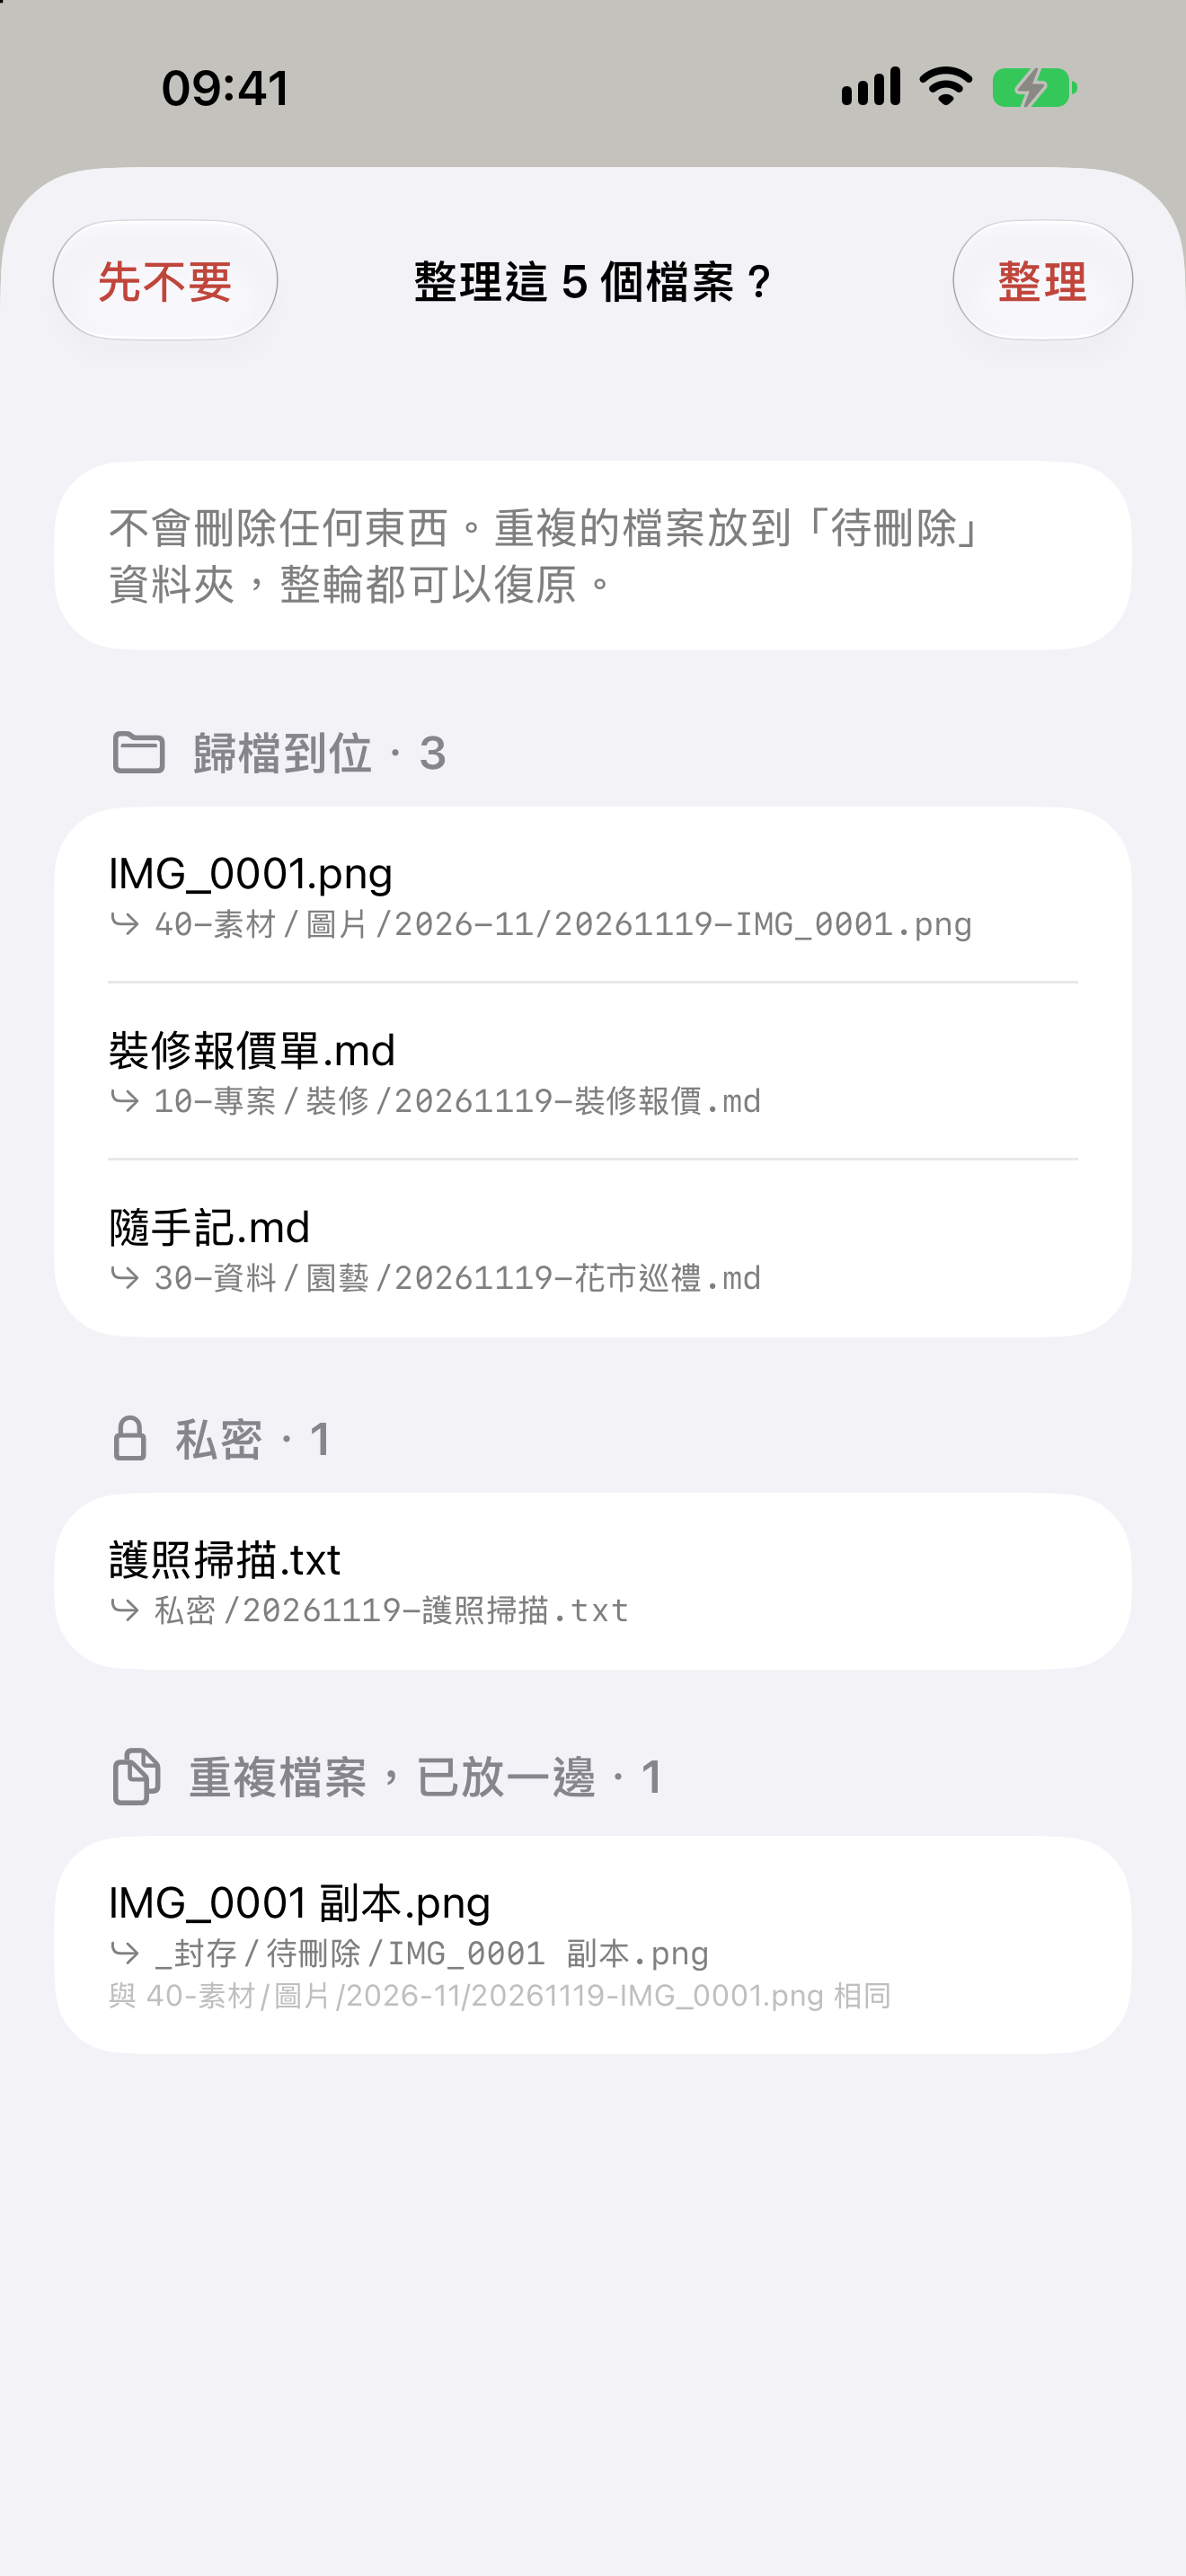 09:41
先不要
整理這 5 個檔案？
整理
不會刪除任何東西。重複的檔案放到「待刪除」
資料夾，整輪都可以復原。
歸檔到位 · 3
IMG_0001.png
40-素材/圖片/2026-11/20261119-IMG_0001.png
裝修報價單.md
10-專案/裝修/20261119-裝修報價.md
隨手記.md
30-資料/園藝/20261119-花市巡禮.md
私密 · 1
護照掃描.txt
私密/20261119-護照掃描.txt
重複檔案，已放一邊 · 1
IMG_0001 副本.png
_封存/待刪除/IMG_0001 副本.png
與 40-素材/圖片/2026-11/20261119-IMG_0001.png 相同